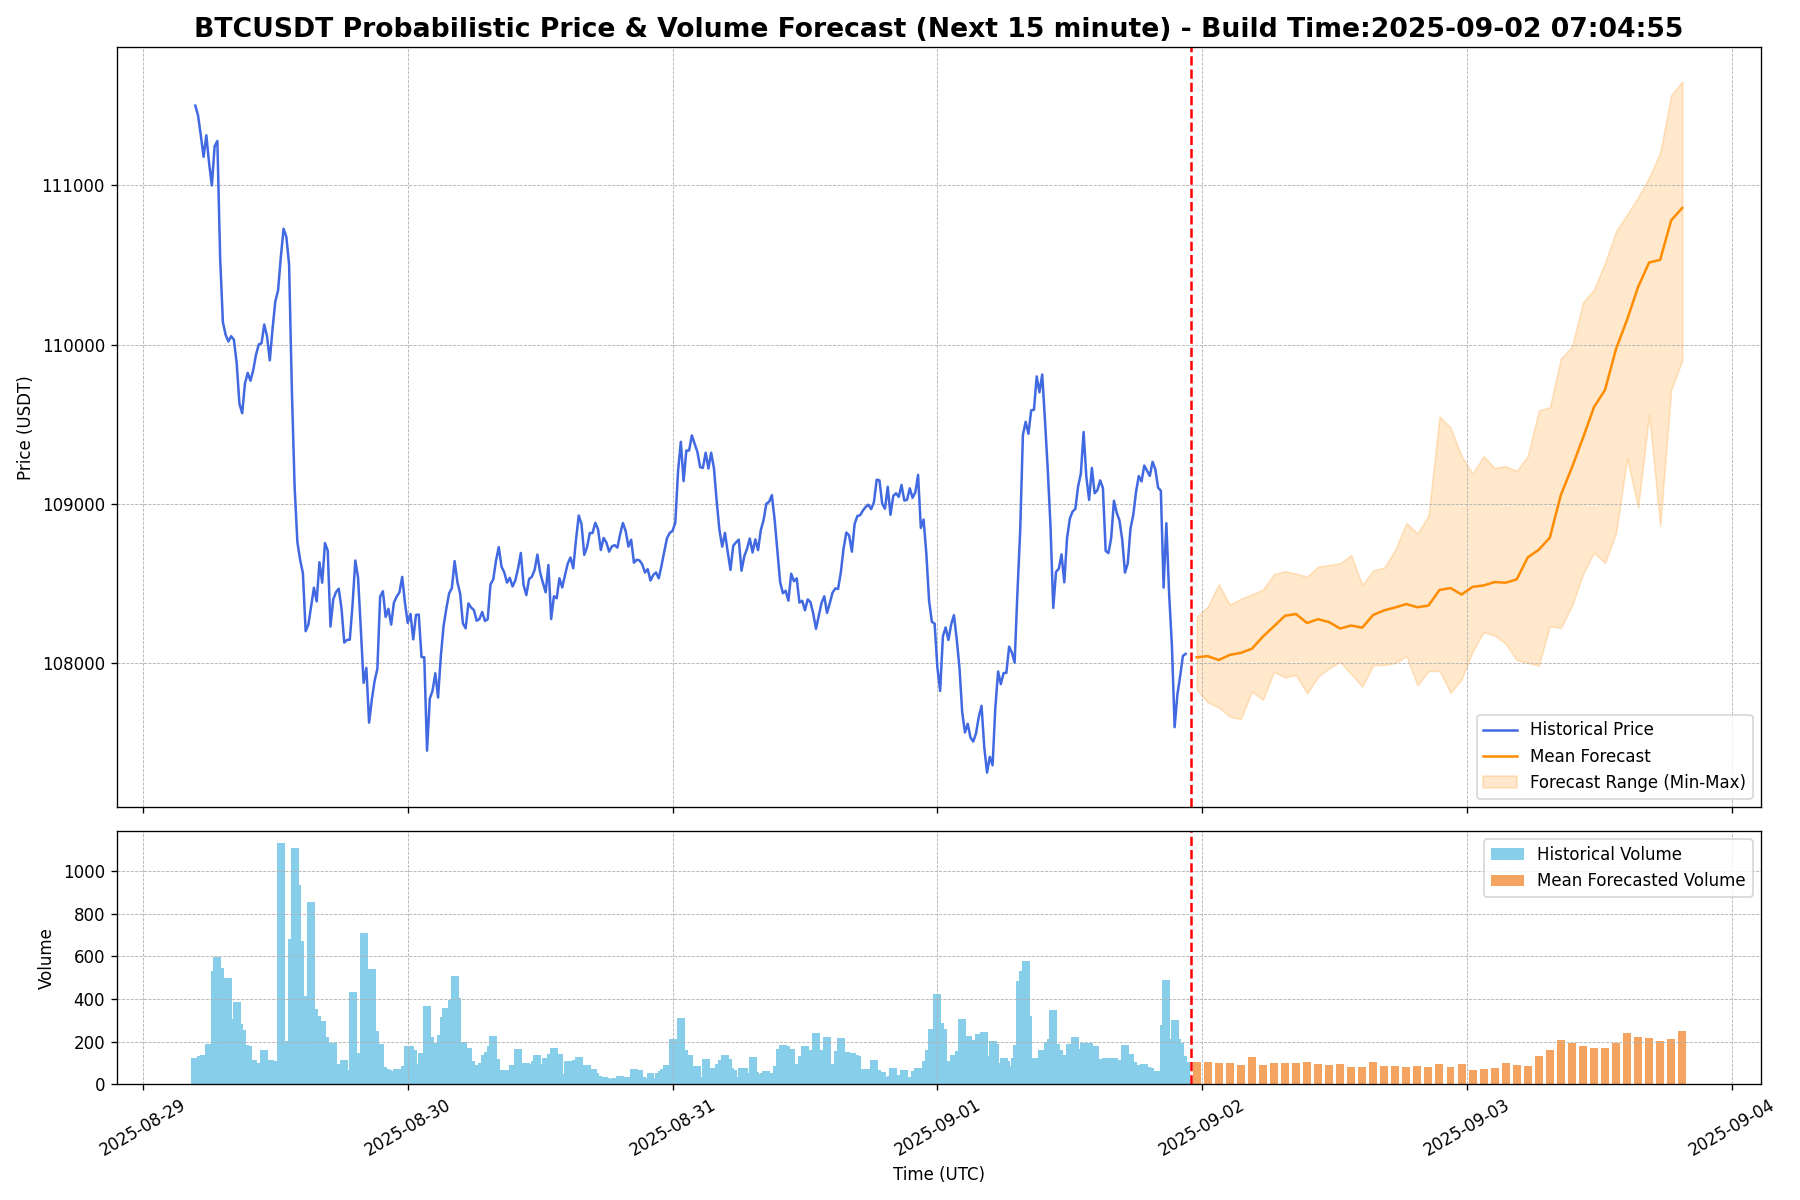 BTCUSDT Probabilistic Price & Volume Forecast (Next 15 minute) - Build Time:2025-09-02 07:04:55
111000
110000
109000
108000
Price (USDT)
Historical Price
Mean Forecast
Forecast Range (Min-Max)
1000
800
600
400
200
0
Volume
Historical Volume
Mean Forecasted Volume
2025-08-29
2025-08-30
2025-08-31
2025-09-01
2025-09-02
2025-09-03
2025-09-04
Time (UTC)